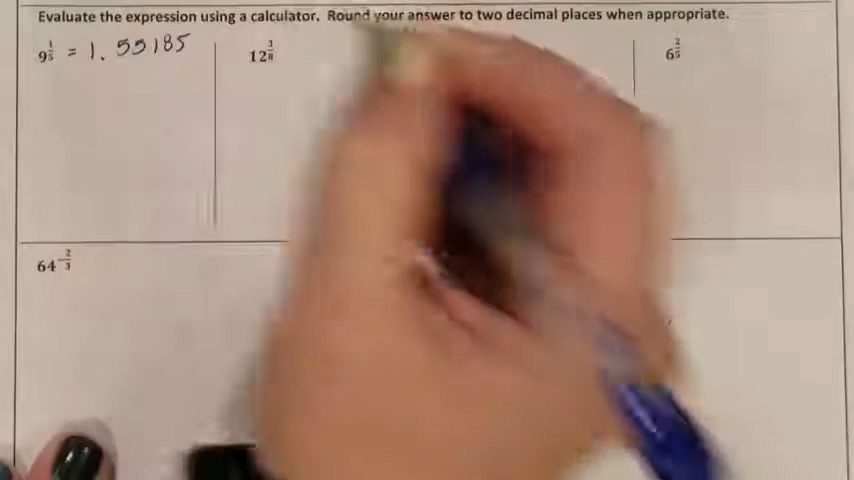 Evaluate the expression using a calculator. Round your answer to two decimal places when appropriate.
9^{1/5} = 1.55185
12^{3/8}
6^{2/5}
64^{-2/3}